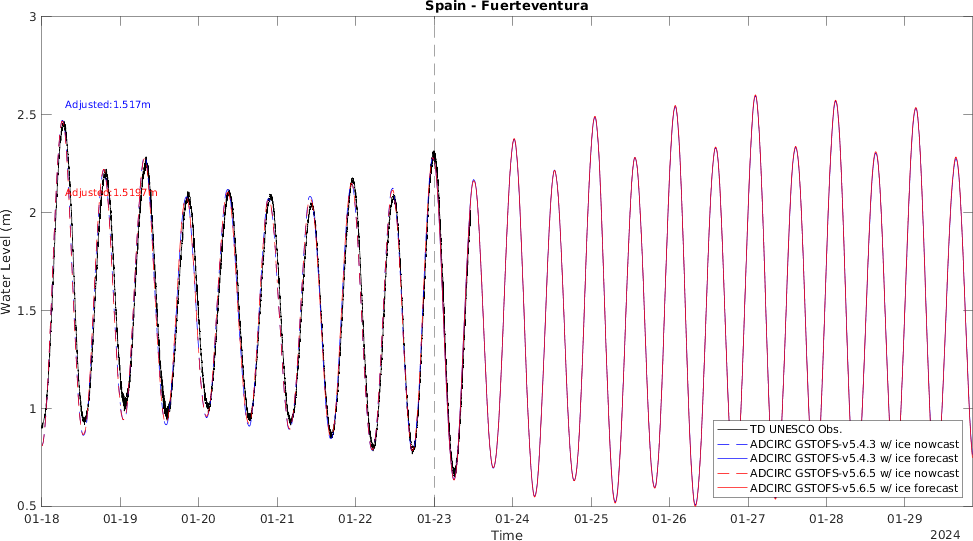 Spain - Fuerteventura
3
2.5
2
1.5
1
0.5
Water Level (m)
Adjusted:1.517m
Adjusted:1.5197m
TD UNESCO Obs.
ADCIRC GSTOFS-v5.4.3 w/ ice nowcast
ADCIRC GSTOFS-v5.4.3 w/ ice forecast
ADCIRC GSTOFS-v5.6.5 w/ ice nowcast
ADCIRC GSTOFS-v5.6.5 w/ ice forecast
01-18 01-19 01-20 01-21 01-22 01-23 01-24 01-25 01-26 01-27 01-28 01-29
Time
2024